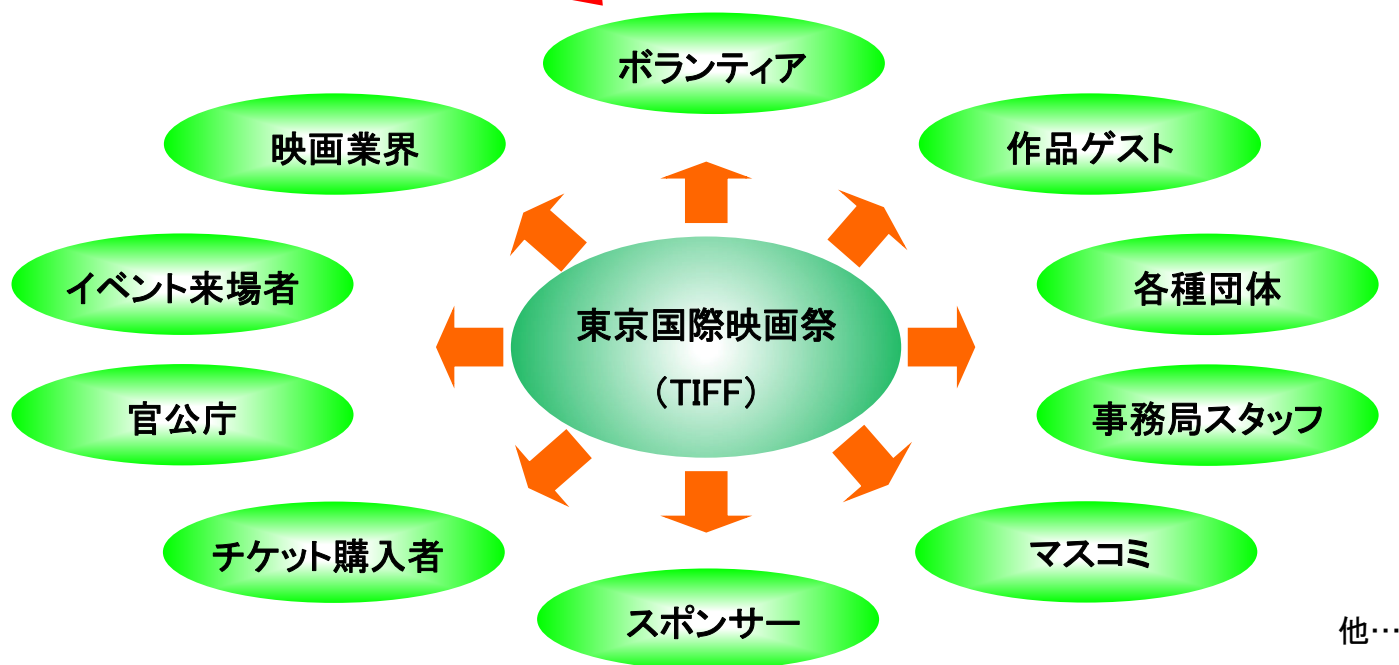 ボランティア
映画業界
作品ゲスト
イベント来場者
各種団体
東京国際映画祭
（TIFF）
官公庁
事務局スタッフ
チケット購入者
マスコミ
スポンサー
他…